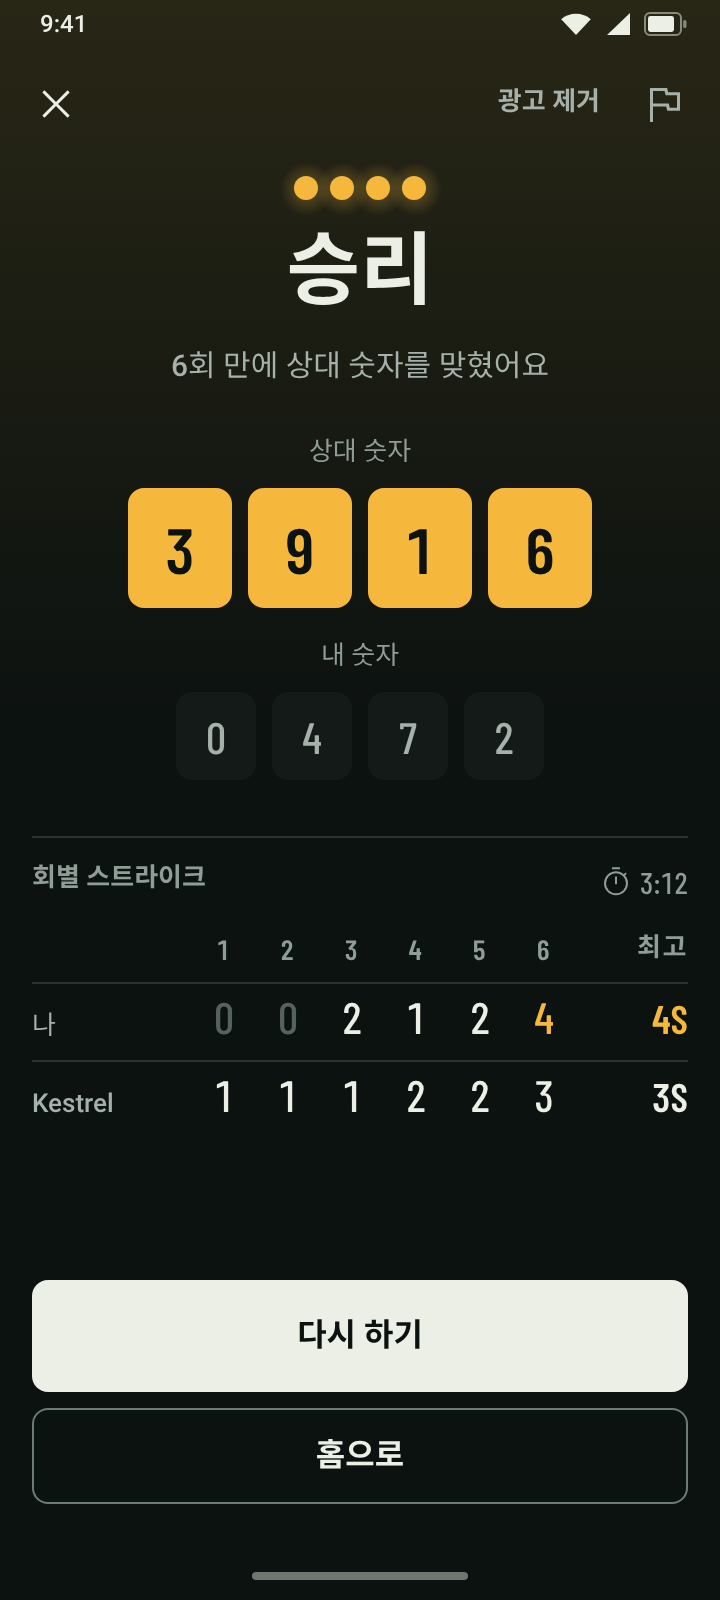 9:41
광고 제거
승리
6회 만에 상대 숫자를 맞혔어요
상대 숫자
3 9 1 6
내 숫자
0 4 7 2
회별 스트라이크 3:12
1 2 3 4 5 6 최고
나 0 0 2 1 2 4 4S
Kestrel 1 1 1 2 2 3 3S
다시 하기
홈으로